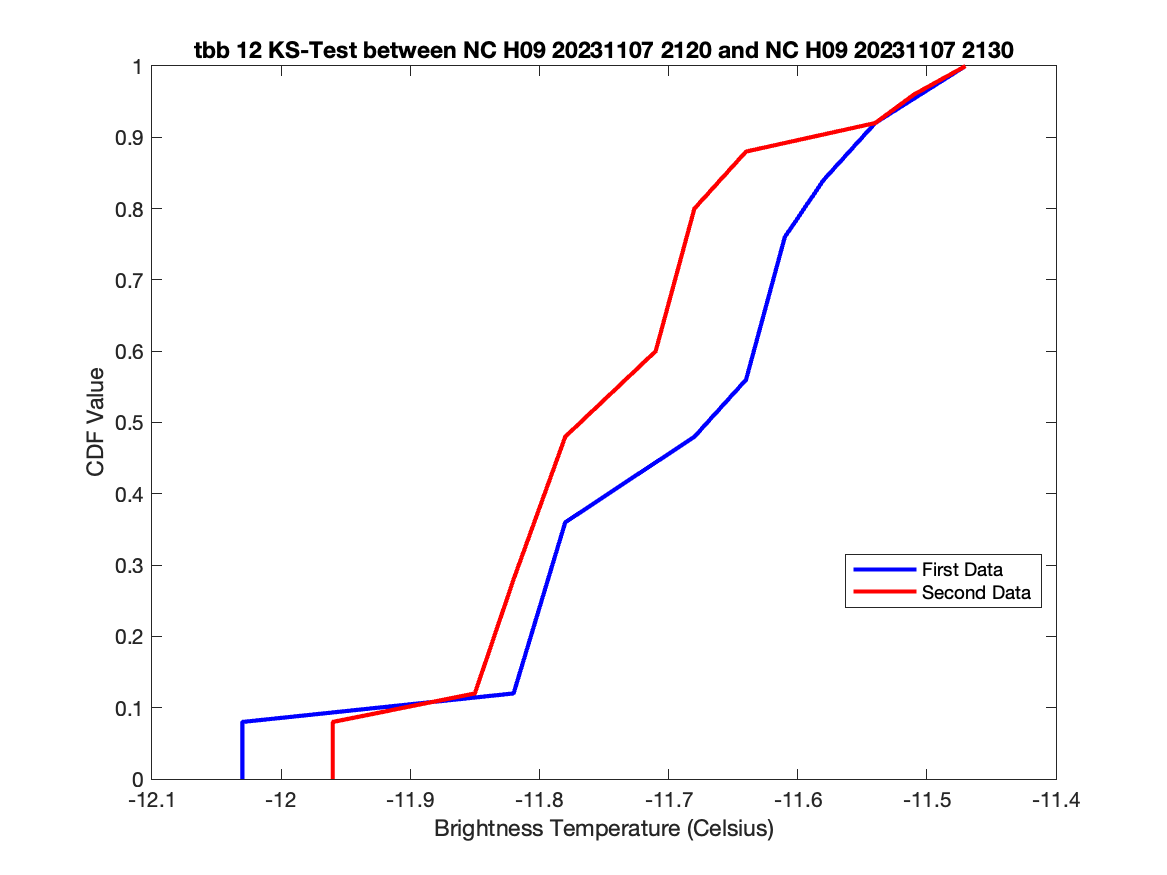 tbb 12 KS-Test between NC H09 20231107 2120 and NC H09 20231107 2130
1
0.9
0.8
0.7
0.6
0.5
0.4
0.3
0.2
0.1
0
CDF Value
First Data
Second Data
-12.1 -12 -11.9 -11.8 -11.7 -11.6 -11.5 -11.4
Brightness Temperature (Celsius)